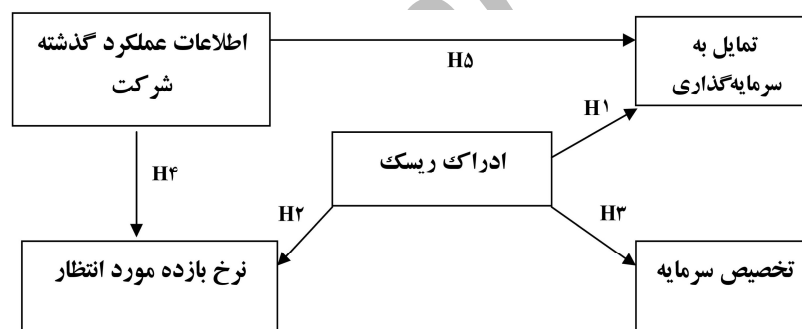 اطلاعات عملکرد گذشته
شرکت
H۵
تمایل به
سرمایه‌گذاری
H۱
ادراک ریسک
H۴
H۲
H۳
نرخ بازده مورد انتظار
تخصیص سرمایه